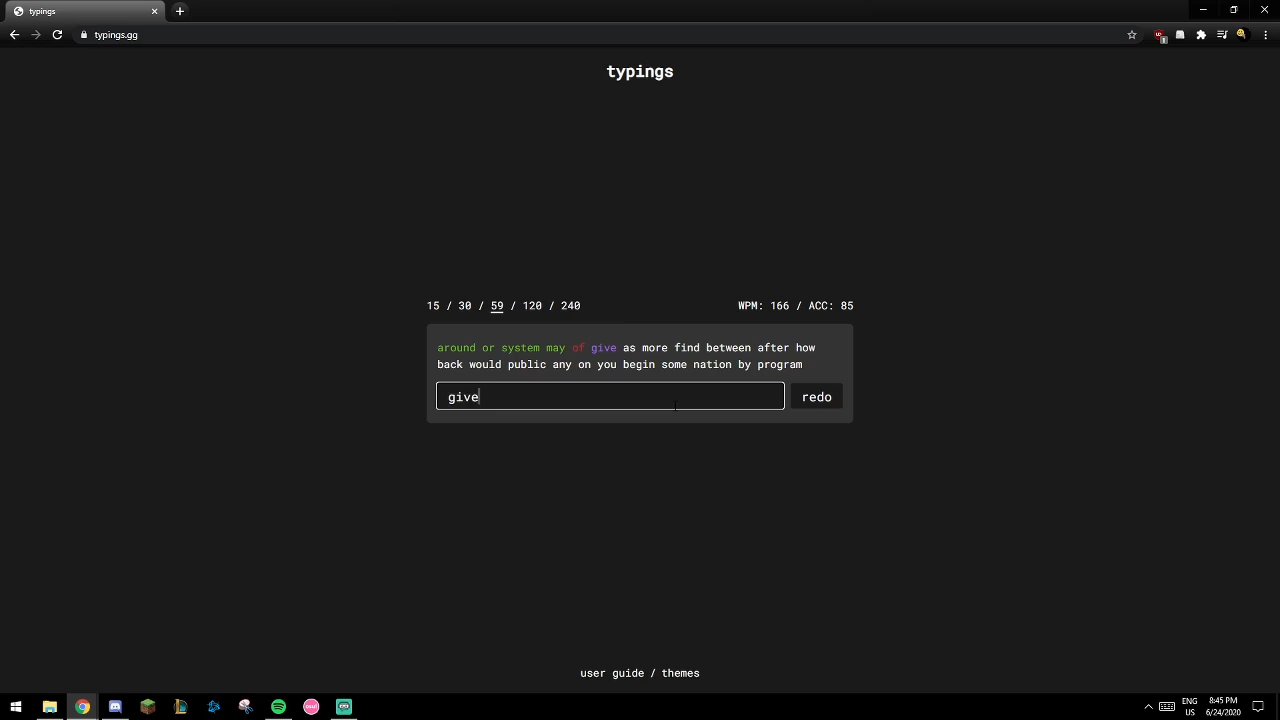 typings
typings.gg
1
typings
15 / 30 / 59 / 120 / 240
WPM: 166 / ACC: 85
around or system may of give as more find between after how
back would public any on you begin some nation by program
give
redo
user guide / themes
osu!
ENG
US
8:45 PM
6/24/2020